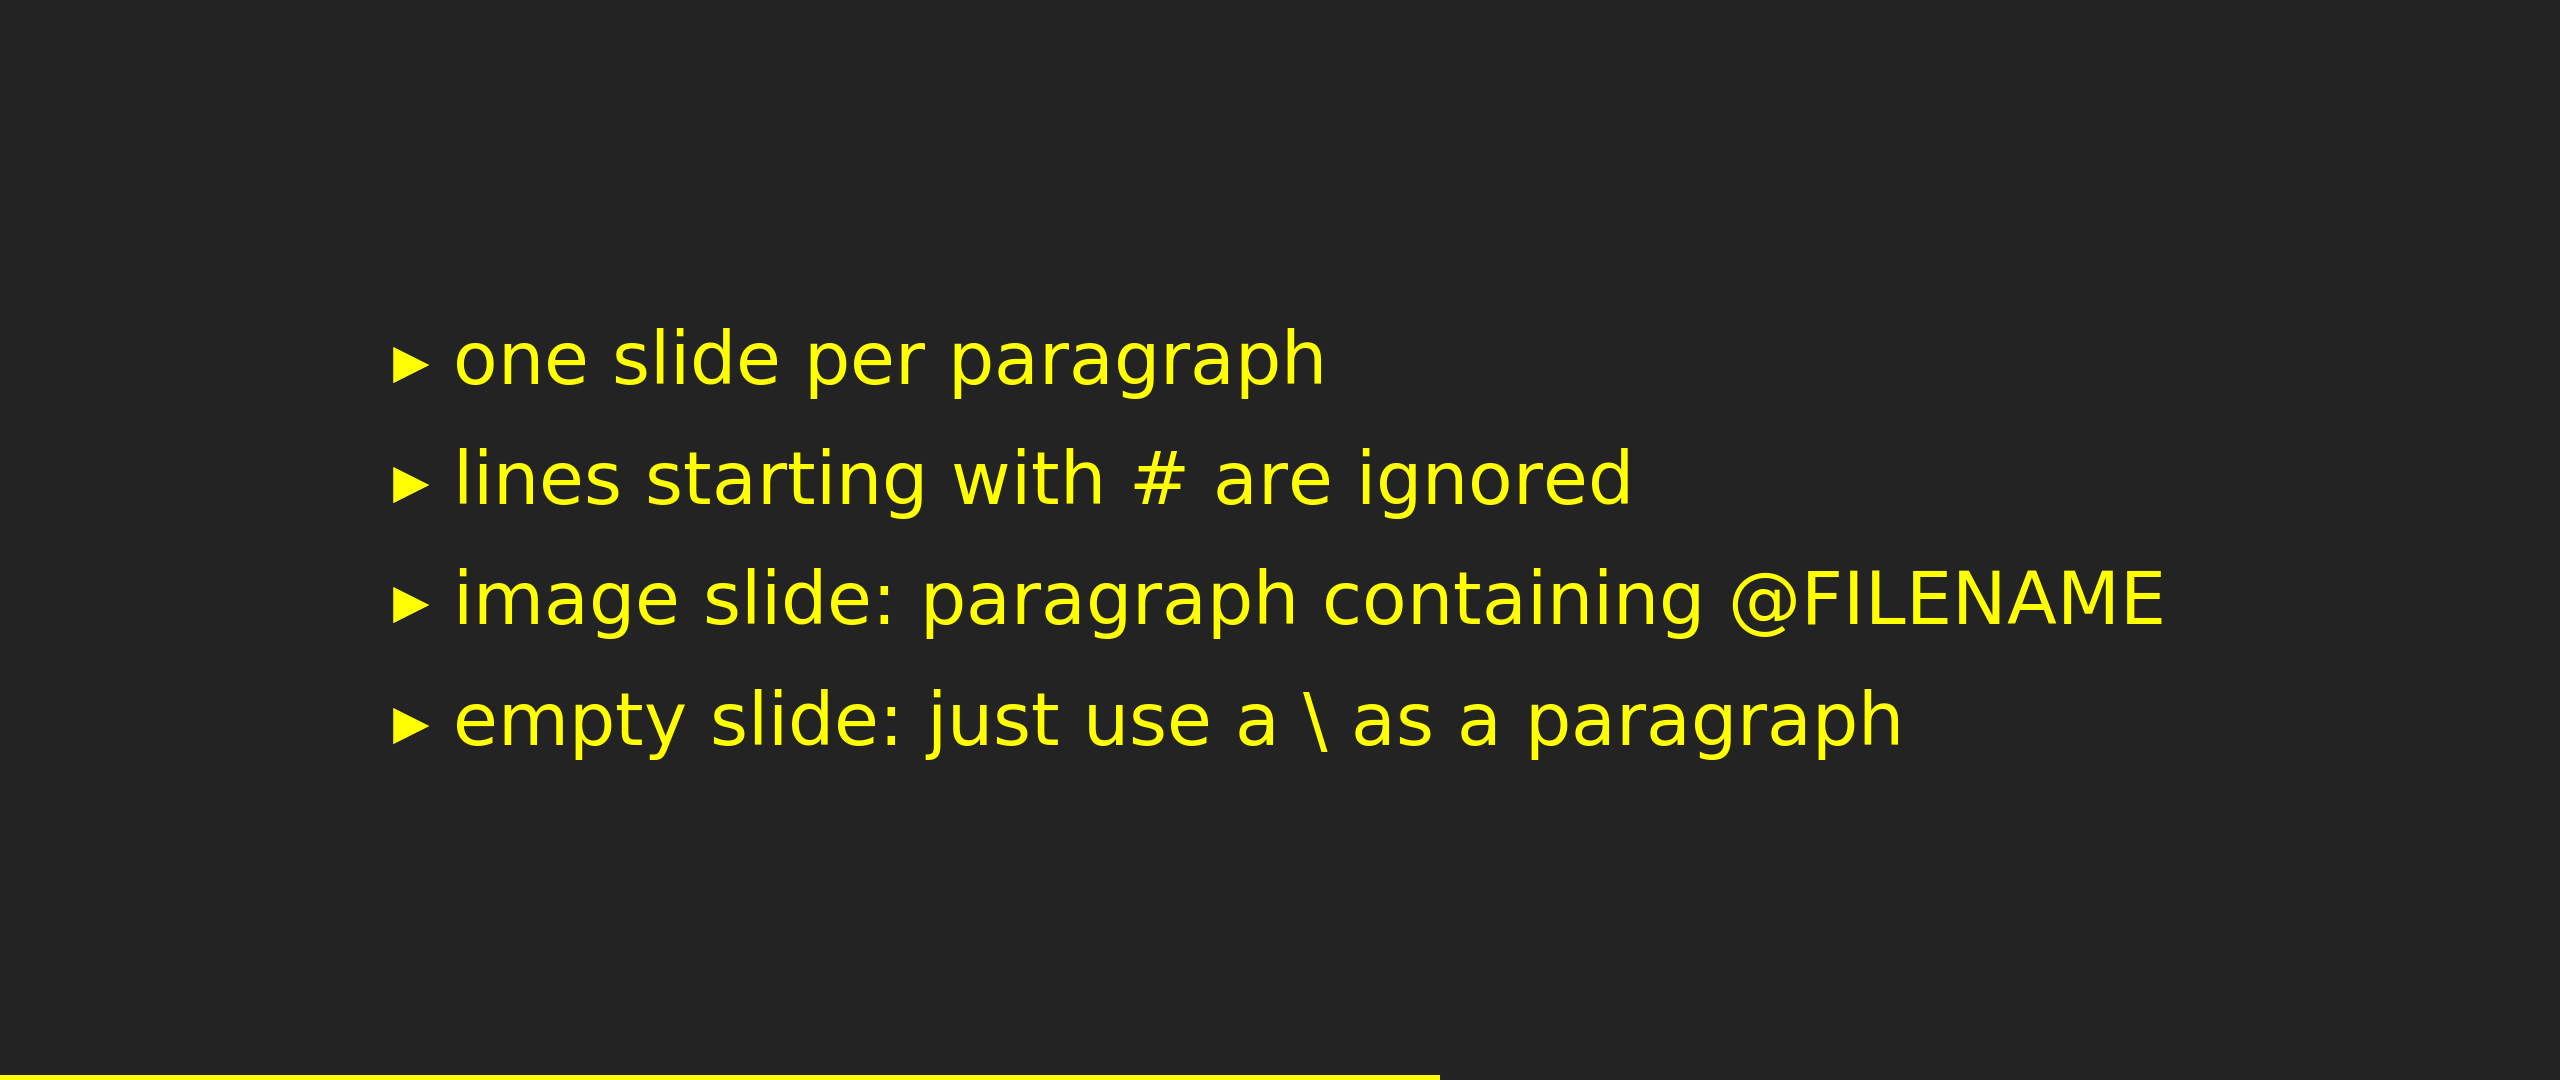 ▸ one slide per paragraph
▸ lines starting with # are ignored
▸ image slide: paragraph containing @FILENAME
▸ empty slide: just use a \ as a paragraph